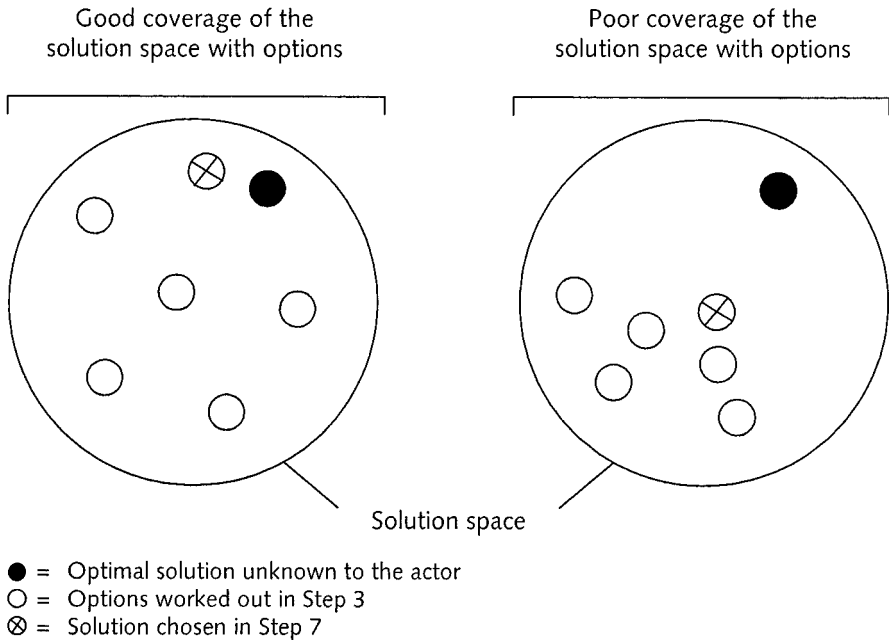 Good coverage of the
solution space with options
Poor coverage of the
solution space with options
Solution space
= Optimal solution unknown to the actor
= Options worked out in Step 3
= Solution chosen in Step 7